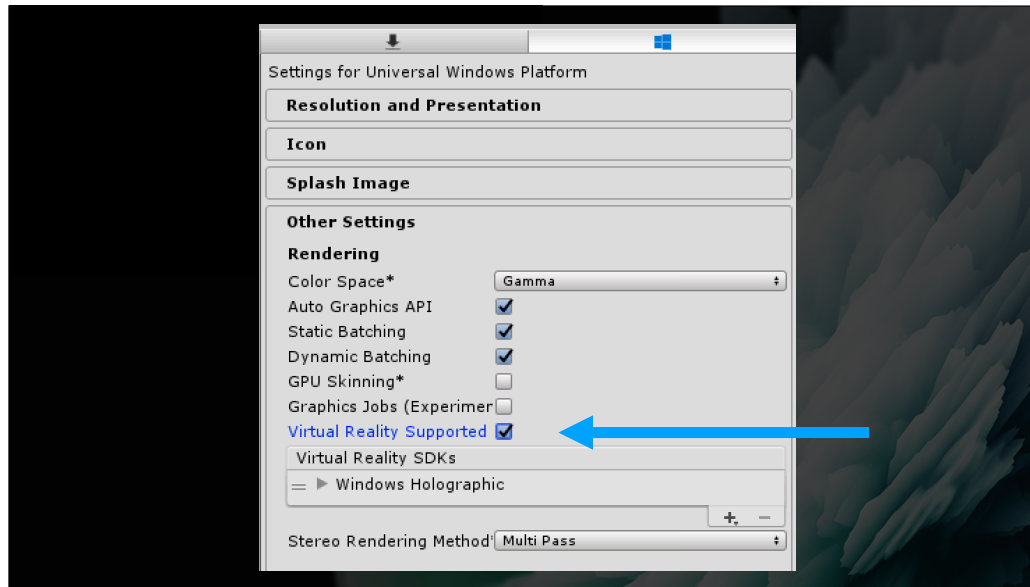 Settings for Universal Windows Platform
Resolution and Presentation
Icon
Splash Image
Other Settings
Rendering
Color Space* Gamma
Auto Graphics API
Static Batching
Dynamic Batching
GPU Skinning*
Graphics Jobs (Experimer
Virtual Reality Supported
Virtual Reality SDKs
Windows Holographic
Stereo Rendering Method* Multi Pass